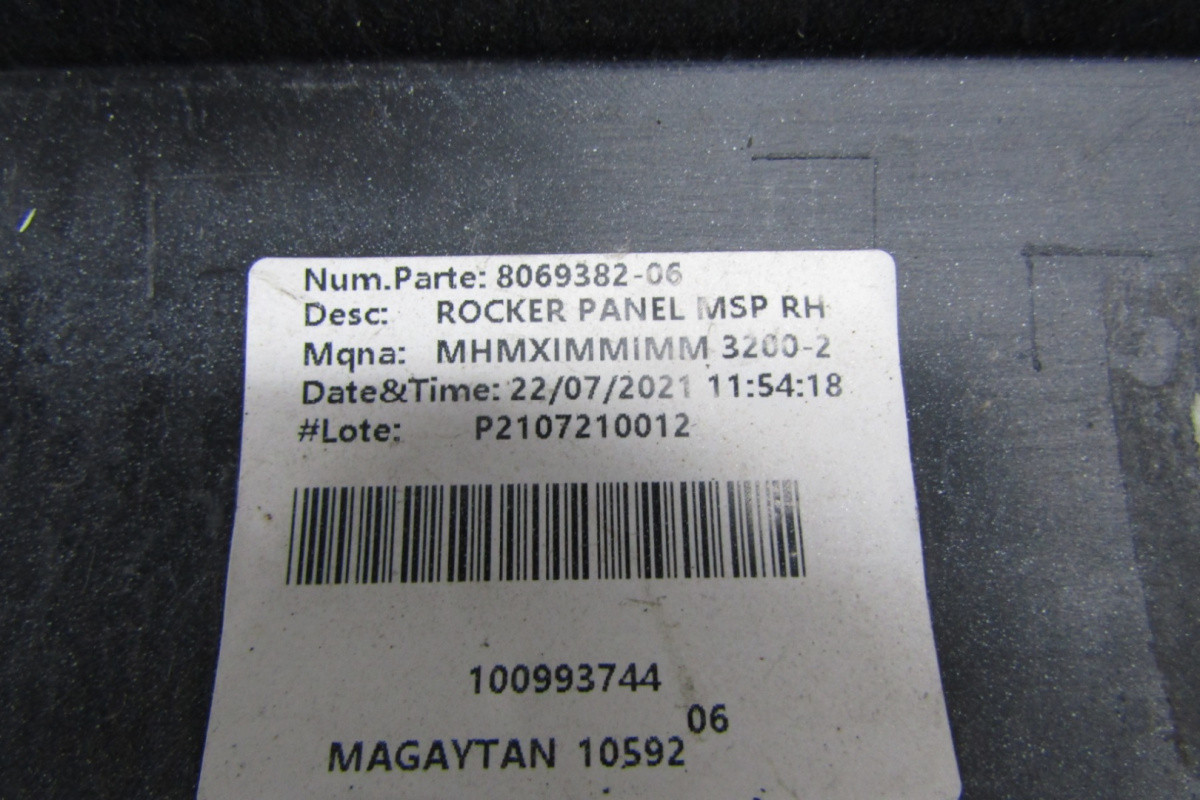 Num.Parte: 8069382-06
Desc: ROCKER PANEL MSP RH
Mqna: MHMXIMMIMM 3200-2
Date&Time: 22/07/2021 11:54:18
#Lote: P2107210012
100993744
06
MAGAYTAN 10592